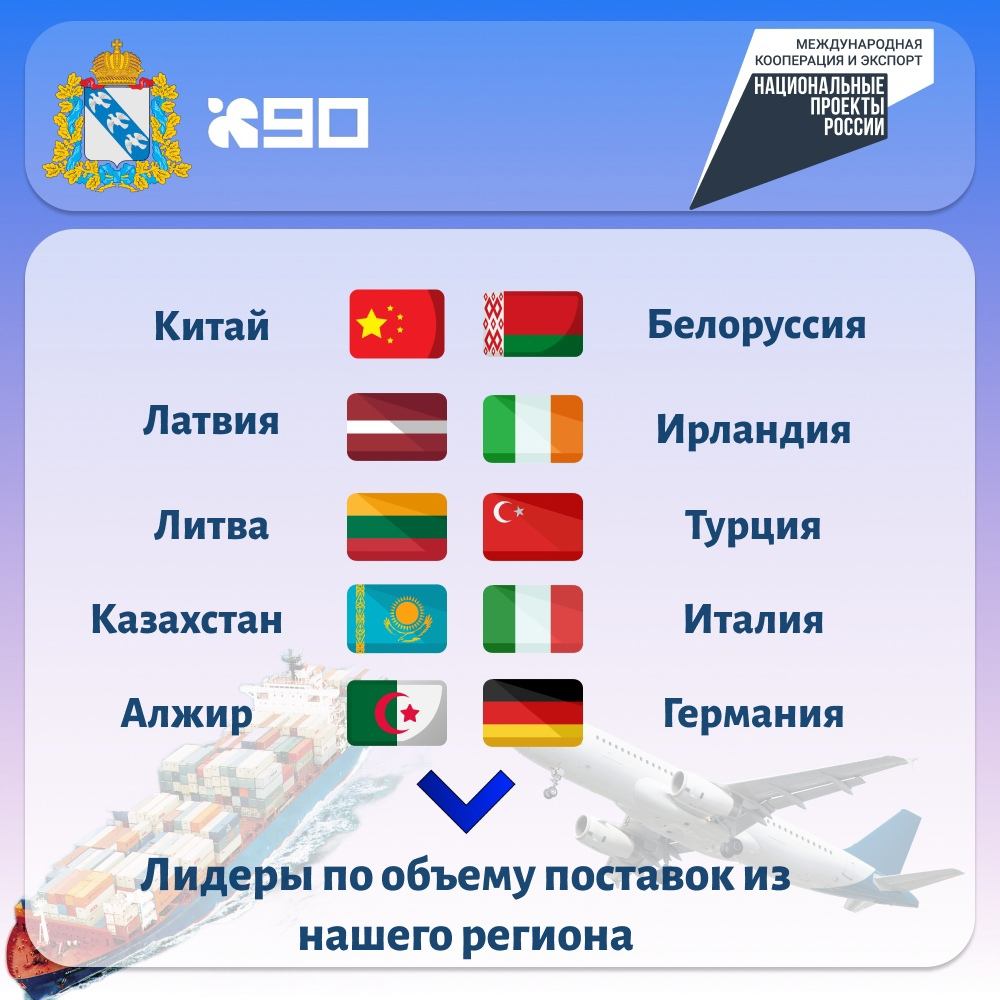 90
МЕЖДУНАРОДНАЯ
КООПЕРАЦИЯ И ЭКСПОРТ
НАЦИОНАЛЬНЫЕ
ПРОЕКТЫ
РОССИИ
Китай
Белоруссия
Латвия
Ирландия
Литва
Турция
Казахстан
Италия
Алжир
Германия
Лидеры по объему поставок из
нашего региона